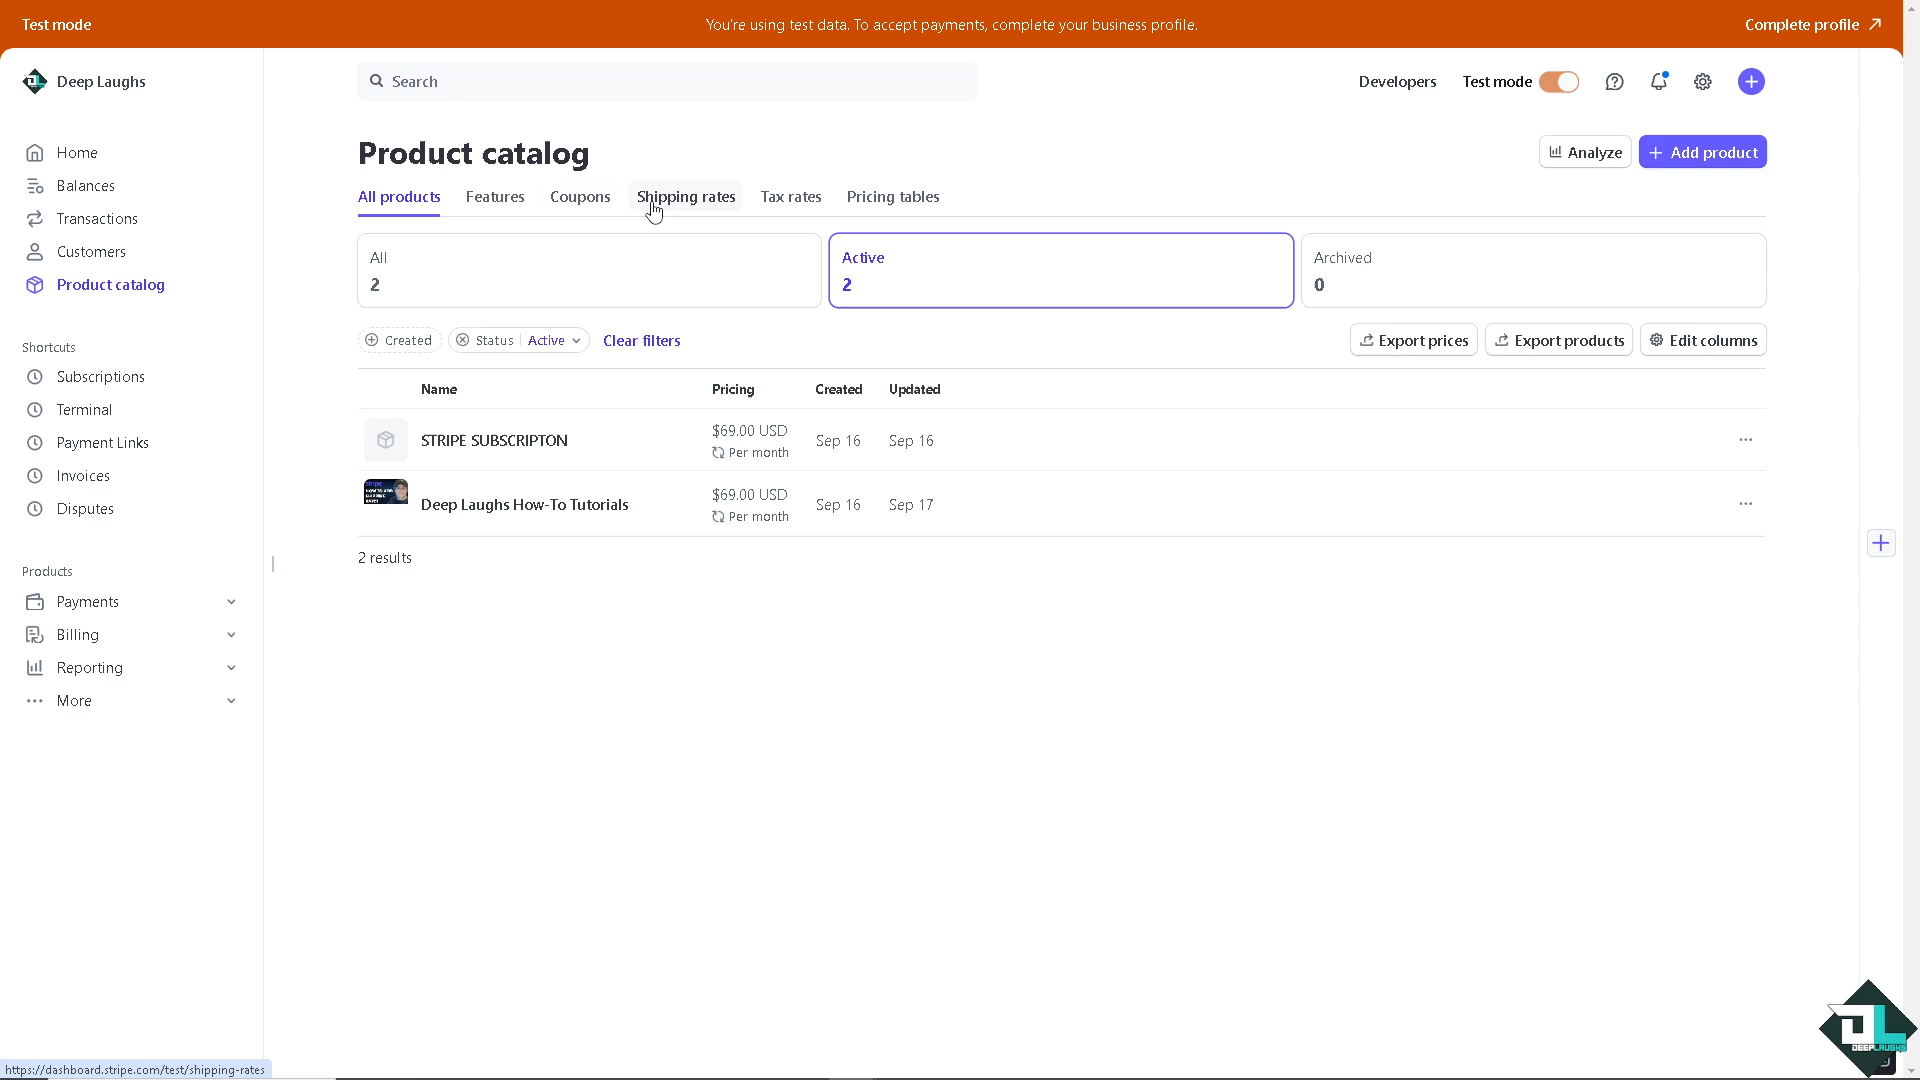 Test mode
You're using test data. To accept payments, complete your business profile.
Complete profile
Deep Laughs
Search
Developers
Test mode
Home
Balances
Transactions
Customers
Product catalog
Shortcuts
Subscriptions
Terminal
Payment Links
Invoices
Disputes
Products
Payments
Billing
Reporting
More
Product catalog
Analyze
Add product
All products
Features
Coupons
Shipping rates
Tax rates
Pricing tables
All
2
Active
2
Archived
0
Created
Status
Active
Clear filters
Export prices
Export products
Edit columns
Name
Pricing
Created
Updated
STRIPE SUBSCRIPTON
$69.00 USD
Per month
Sep 16
Sep 16
Deep Laughs How-To Tutorials
$69.00 USD
Per month
Sep 16
Sep 17
2 results
https://dashboard.stripe.com/test/shipping-rates
DEEPLAUGHS